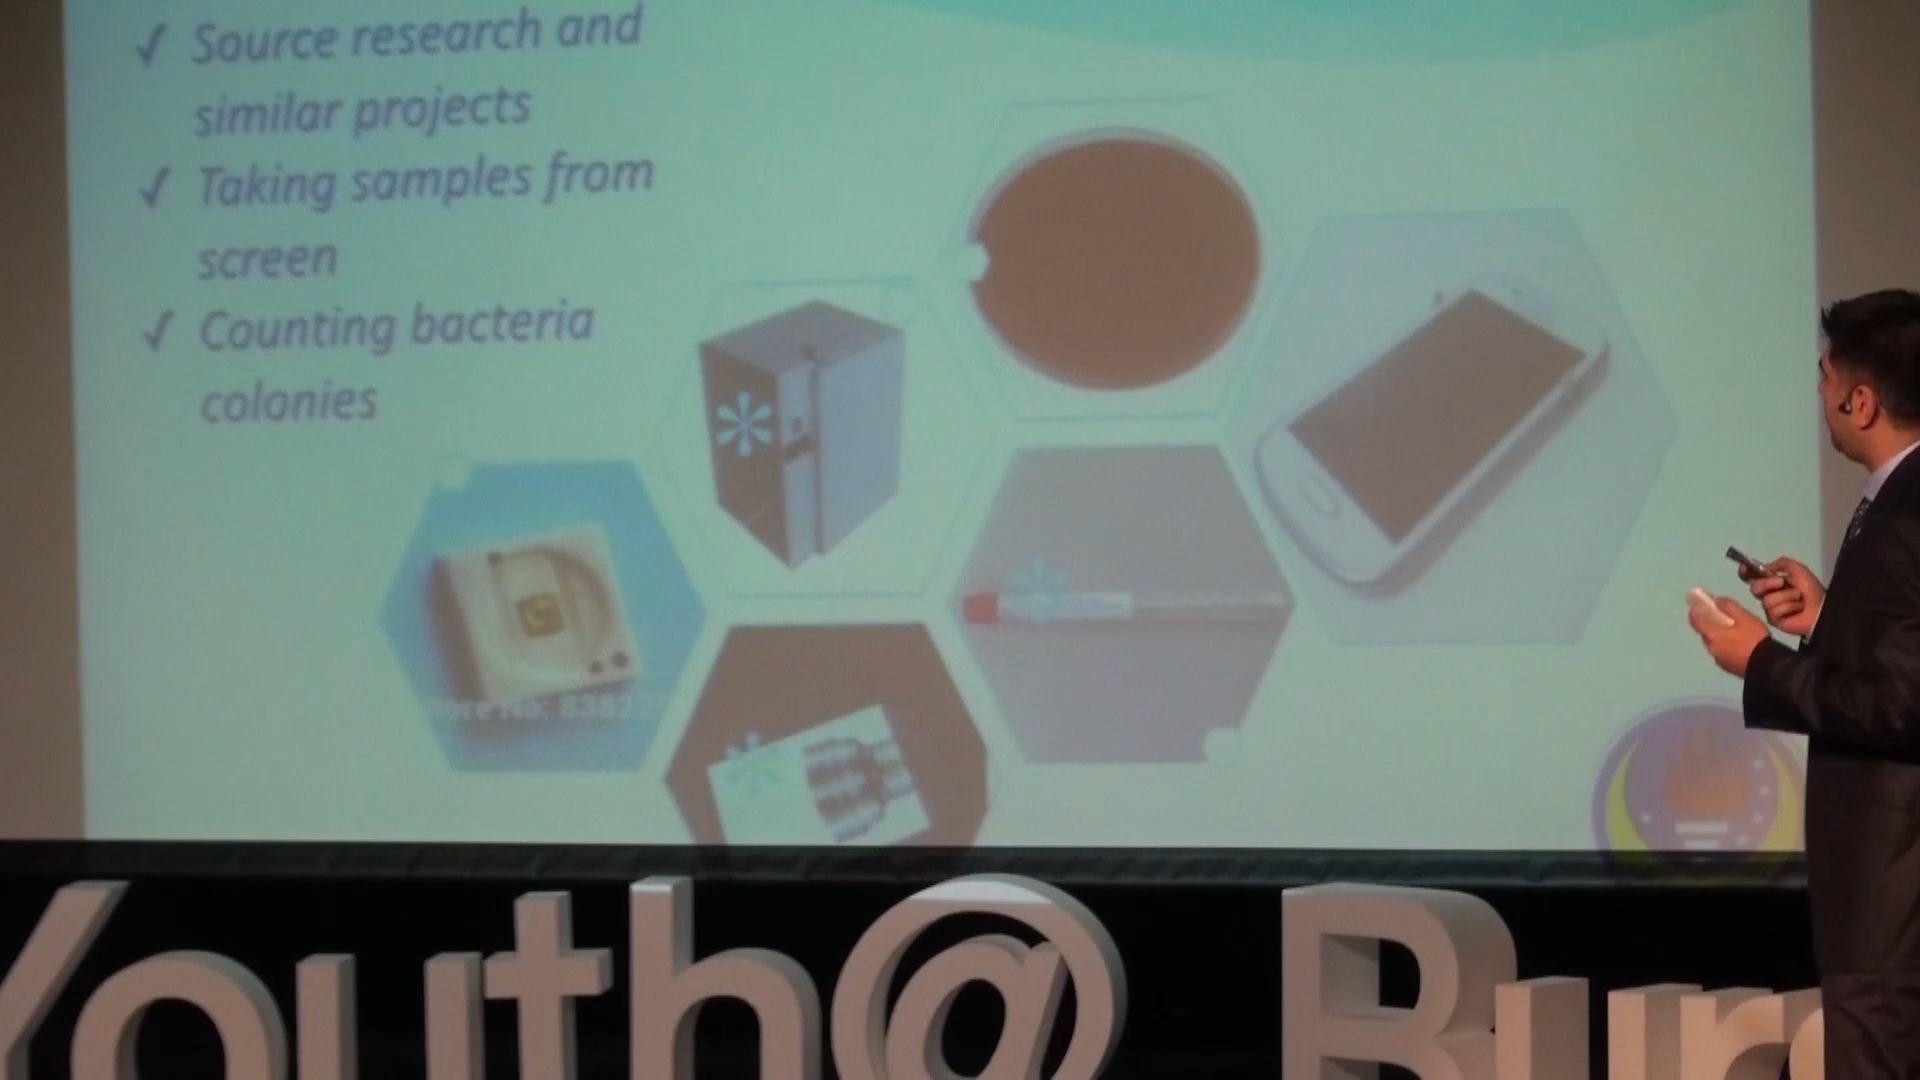 ✓ Source research and
similar projects
✓ Taking samples from
screen
✓ Counting bacteria
colonies
Youth@ Bur